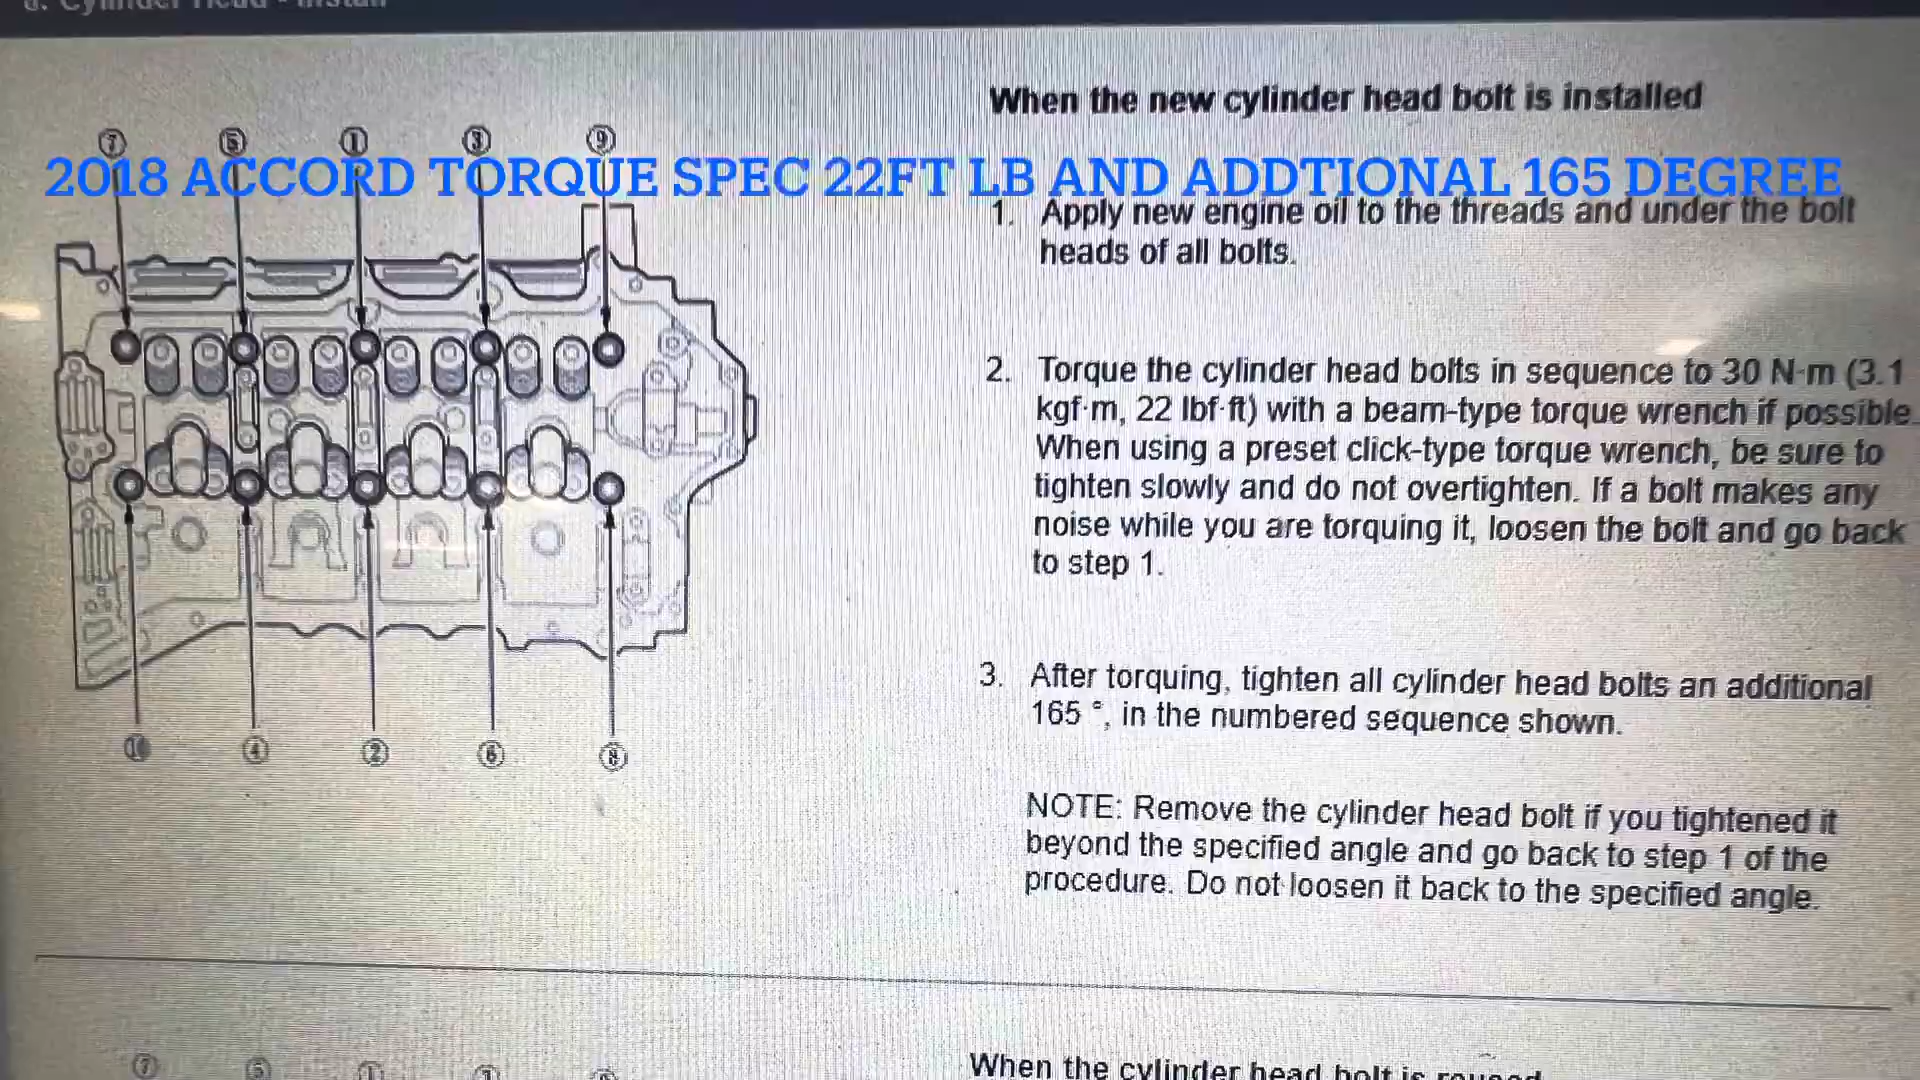 d. Cylinder Head - Install
When the new cylinder head bolt is installed
⑦ ⑤ ① ③ ⑨
2018 ACCORD TORQUE SPEC 22FT LB AND ADDTIONAL 165 DEGREE
1. Apply new engine oil to the threads and under the bolt
heads of all bolts.
2. Torque the cylinder head bolts in sequence to 30 N·m (3.1
kgf·m, 22 lbf·ft) with a beam-type torque wrench if possible.
When using a preset click-type torque wrench, be sure to
tighten slowly and do not overtighten. If a bolt makes any
noise while you are torquing it, loosen the bolt and go back
to step 1.
3. After torquing, tighten all cylinder head bolts an additional
165 °, in the numbered sequence shown.
⑩ ④ ② ⑥ ⑧
NOTE: Remove the cylinder head bolt if you tightened it
beyond the specified angle and go back to step 1 of the
procedure. Do not loosen it back to the specified angle.
⑦ ⑤ ①
When the cylinder head bolt is reused